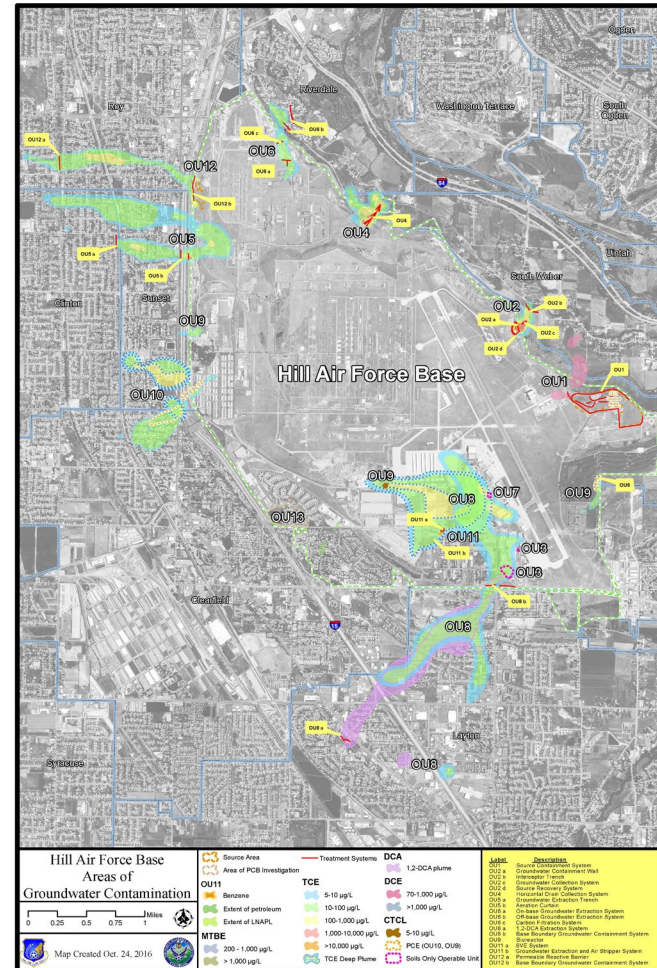 Ogden
Riverdale
Roy
Washington Terrace
South
Ogden
OU12 a
OU6 c
OU6 b
OU6
OU6 a
OU12
84
OU12 b
OU4
OU4
OU5
Uintah
OU5 a
OU5 b
South Weber
Clinton
Sunset
OU2
OU2 b
OU2 a
OU9
OU2 c
OU2 d
Hill Air Force Base
OU1
OU1
OU10
OU9
OU8
OU7
OU9
OU9
OU13
OU11 a
OU11
OU11 b
OU3
OU3
Clearfield
OU8 b
15
OU8
OU8 a
Layton
OU8
Syracuse
Hill Air Force Base
Areas of
Groundwater Contamination
0 0.25 0.5 0.75 1 Miles
Map Created Oct. 24, 2016
Source Area
Area of PCB Investigation
OU11
Benzene
Extent of petroleum
Extent of LNAPL
MTBE
200 - 1,000 µg/L
> 1,000 µg/L
Treatment Systems
TCE
5-10 µg/L
10-100 µg/L
100-1,000 µg/L
1,000-10,000 µg/L
>10,000 µg/L
TCE Deep Plume
DCA
1,2-DCA plume
DCE
70-1,000 µg/L
>1,000 µg/L
CTCL
5-10 µg/L
PCE (OU10, OU9)
Soils Only Operable Unit
Label Description
OU1 Source Containment System
OU2 a Groundwater Containment Wall
OU2 b Interceptor Trench
OU2 c Groundwater Collection System
OU2 d Source Recovery System
OU4 Horizontal Drain Collection System
OU5 a Groundwater Extraction Trench
OU5 b Aeration Curtain
OU6 a On-base Groundwater Extraction System
OU6 b Off-base Groundwater Extraction System
OU6 c Carbon Filtration System
OU8 a 1,2-DCA Extraction System
OU8 b Base Boundary Groundwater Containment System
OU9 Bioreactor
OU11 a SVE System
OU11 b Groundwater Extraction and Air Stripper System
OU12 a Permeable Reactive Barrier
OU12 b Base Boundary Groundwater Containment System